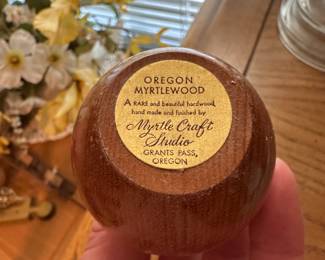 OREGON
MYRTLEWOOD
A RARE and beautiful hardwood,
hand made and finished by
Myrtle Craft
Studio
GRANTS PASS,
OREGON